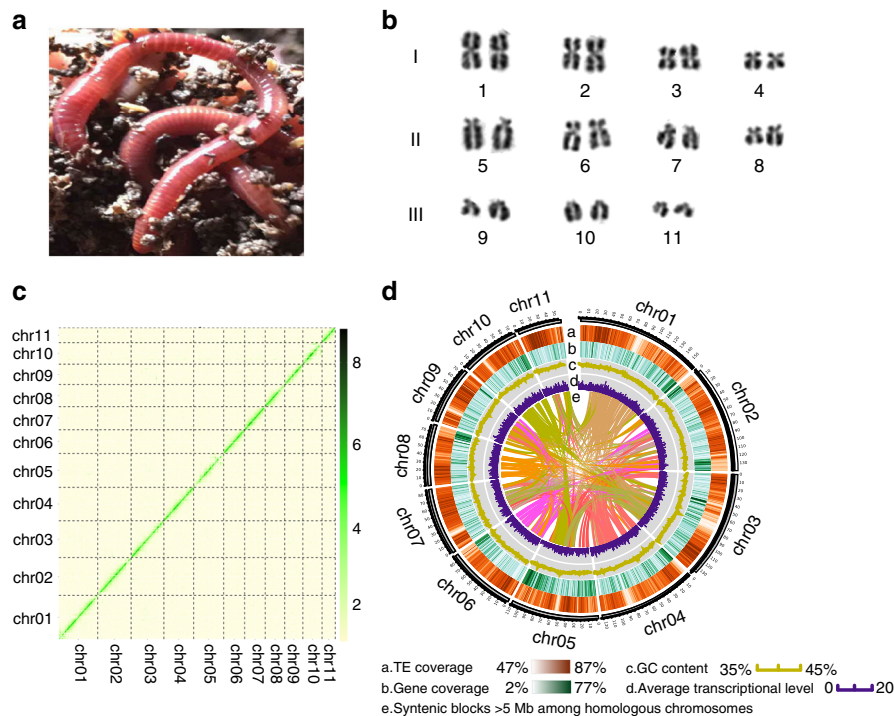 a
b
I
1 2 3 4
II
5 6 7 8
III
9 10 11
c
chr11
chr10
chr09
chr08
chr07
chr06
chr05
chr04
chr03
chr02
chr01
chr01 chr02 chr03 chr04 chr05 chr06 chr07 chr08 chr09 chr10 chr11
8
6
4
2
d
chr01
chr02
chr03
chr04
chr05
chr06
chr07
chr08
chr09
chr10
chr11
a
b
c
d
e
a.TE coverage 47% 87% c.GC content 35% 45%
b.Gene coverage 2% 77% d.Average transcriptional level 0 20
e.Syntenic blocks >5 Mb among homologous chromosomes